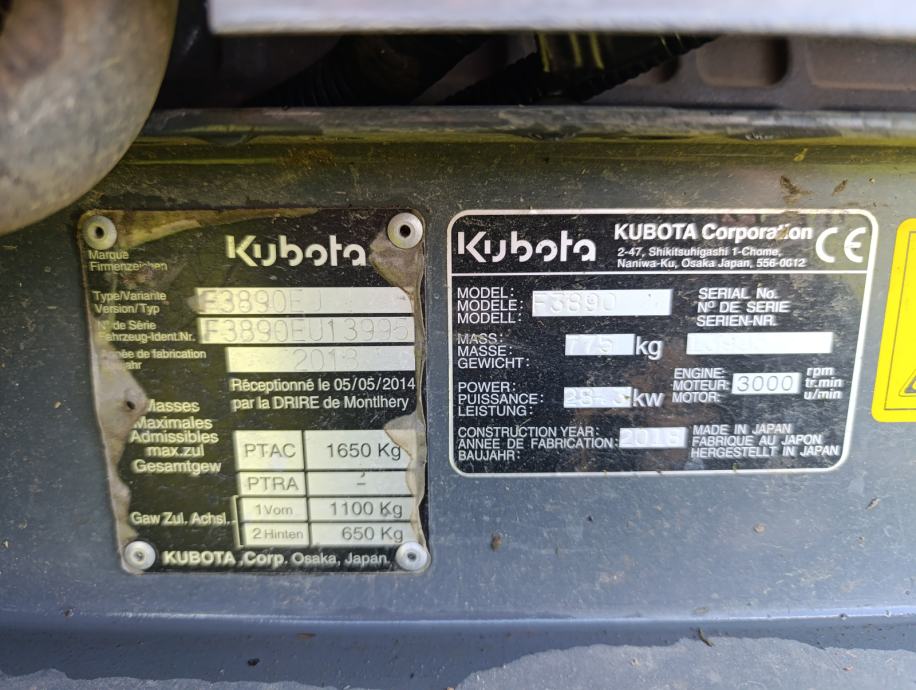 Kubota
Marque
Firmenzeichen
Type/Variante
Version/Typ
F3890EU
N° de Série
Fahrzeug-Ident.Nr.
F3890EU13995
Année de fabrication
2018
Réceptionné le 05/05/2014
par la DRIRE de Montlhery
Masses
Maximales
Admissibles
max.zul
Gesamtgew
PTAC 1650 Kg
PTRA –
Gaw Zul. Achsl.
1 Vorn 1100 Kg
2 Hinten 650 Kg
KUBOTA Corp. Osaka, Japan.
Kubota
KUBOTA Corporation
2-47, Shikitsuhigashi 1-Chome,
Naniwa-Ku, Osaka Japan, 556-0012
CE
MODEL:
MODELE:
MODELL:
F3890
SERIAL No.
N° DE SERIE
SERIEN-NR.
MASS:
MASSE:
GEWICHT:
775 kg
POWER:
PUISSANCE:
LEISTUNG:
kw
ENGINE:
MOTEUR:
MOTOR:
3000
rpm
tr.min
u/min
CONSTRUCTION YEAR:
ANNÉE DE FABRICATION:
BAUJAHR:
2018
MADE IN JAPAN
FABRIQUE AU JAPON
HERGESTELLT IN JAPAN